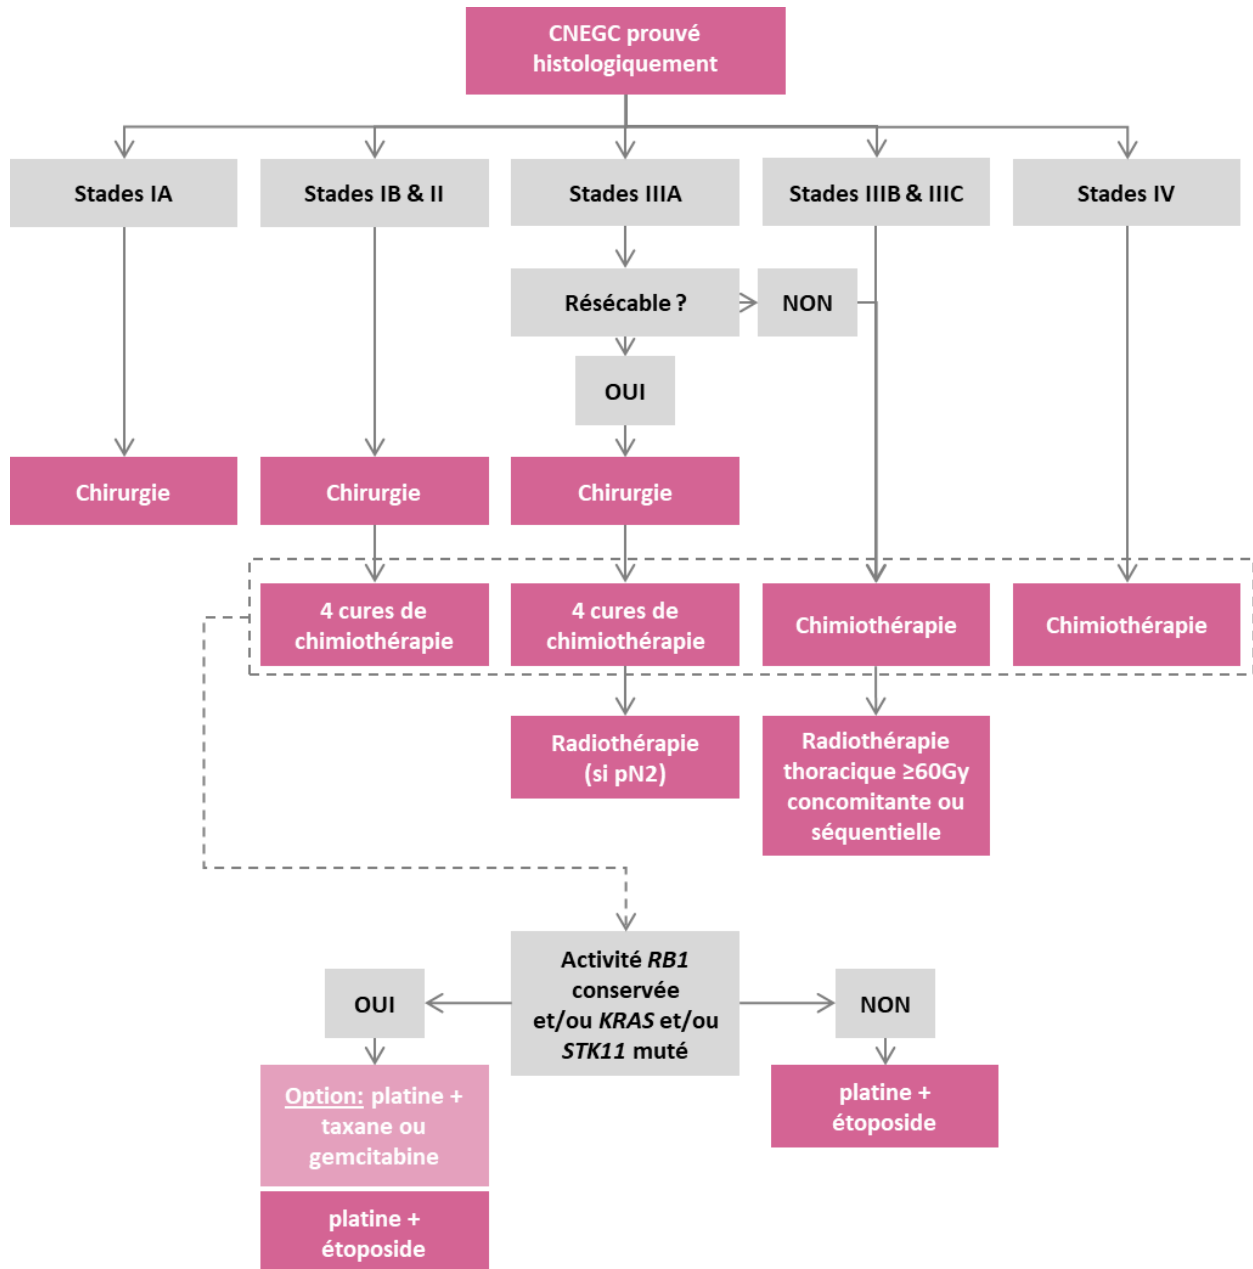 CNEGC prouvé
histologiquement
Stades IA
Stades IB & II
Stades IIIA
Stades IIIB & IIIC
Stades IV
Résécable ?
NON
OUI
Chirurgie
Chirurgie
Chirurgie
4 cures de
chimiothérapie
4 cures de
chimiothérapie
Chimiothérapie
Chimiothérapie
Radiothérapie
(si pN2)
Radiothérapie
thoracique ≥60Gy
concomitante ou
séquentielle
Activité RB1
conservée
et/ou KRAS et/ou
STK11 muté
OUI
NON
Option: platine +
taxane ou
gemcitabine
platine +
étoposide
platine +
étoposide